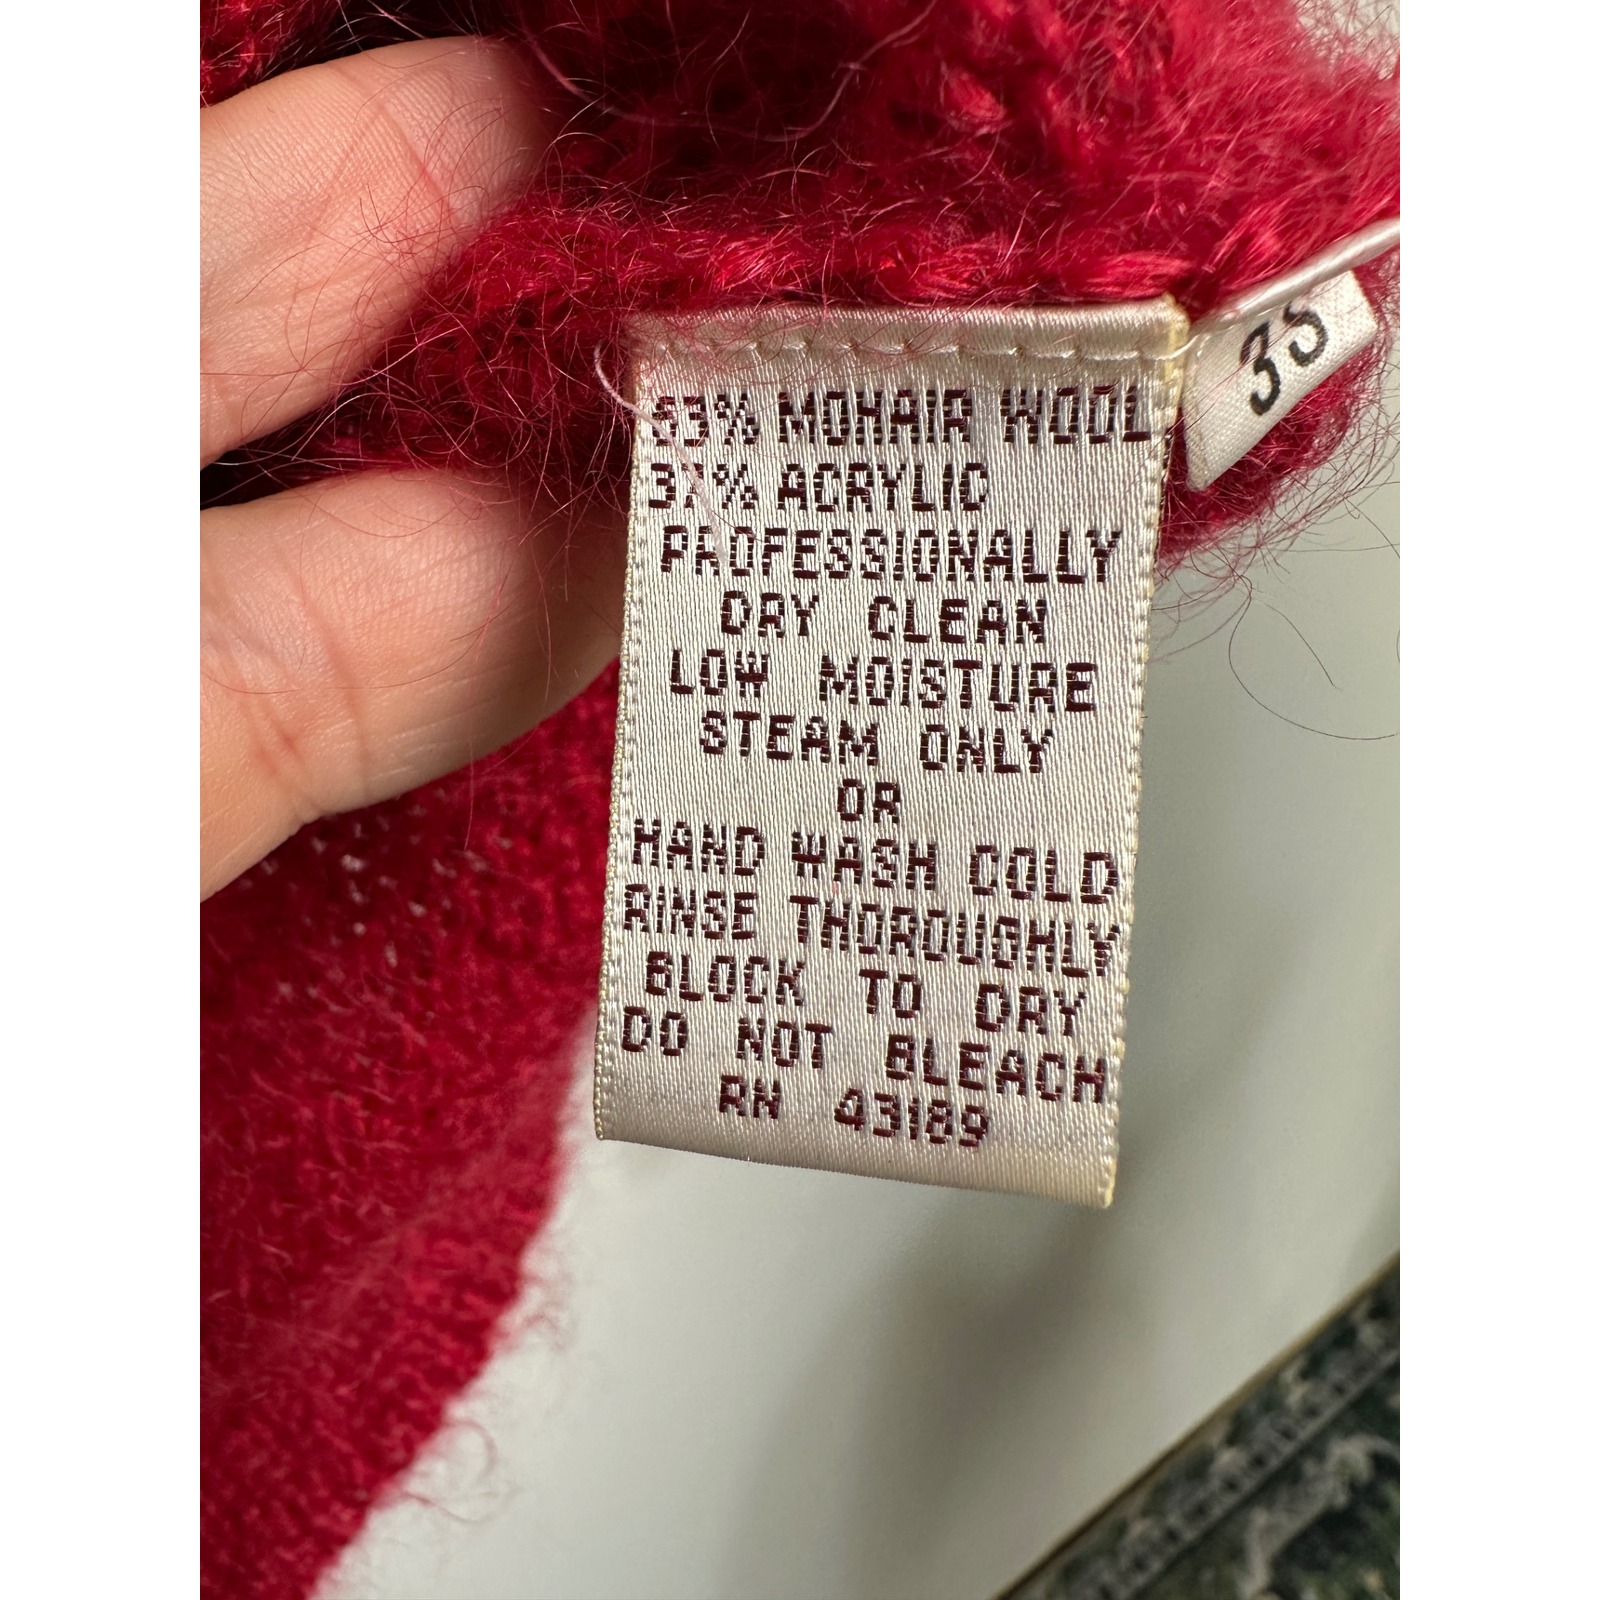 63% MOHAIR WOOL,
37% ACRYLIC
PROFESSIONALLY
DRY CLEAN
LOW MOISTURE
STEAM ONLY
OR
HAND WASH COLD
RINSE THOROUGHLY
BLOCK TO DRY
DO NOT BLEACH
RN 43189